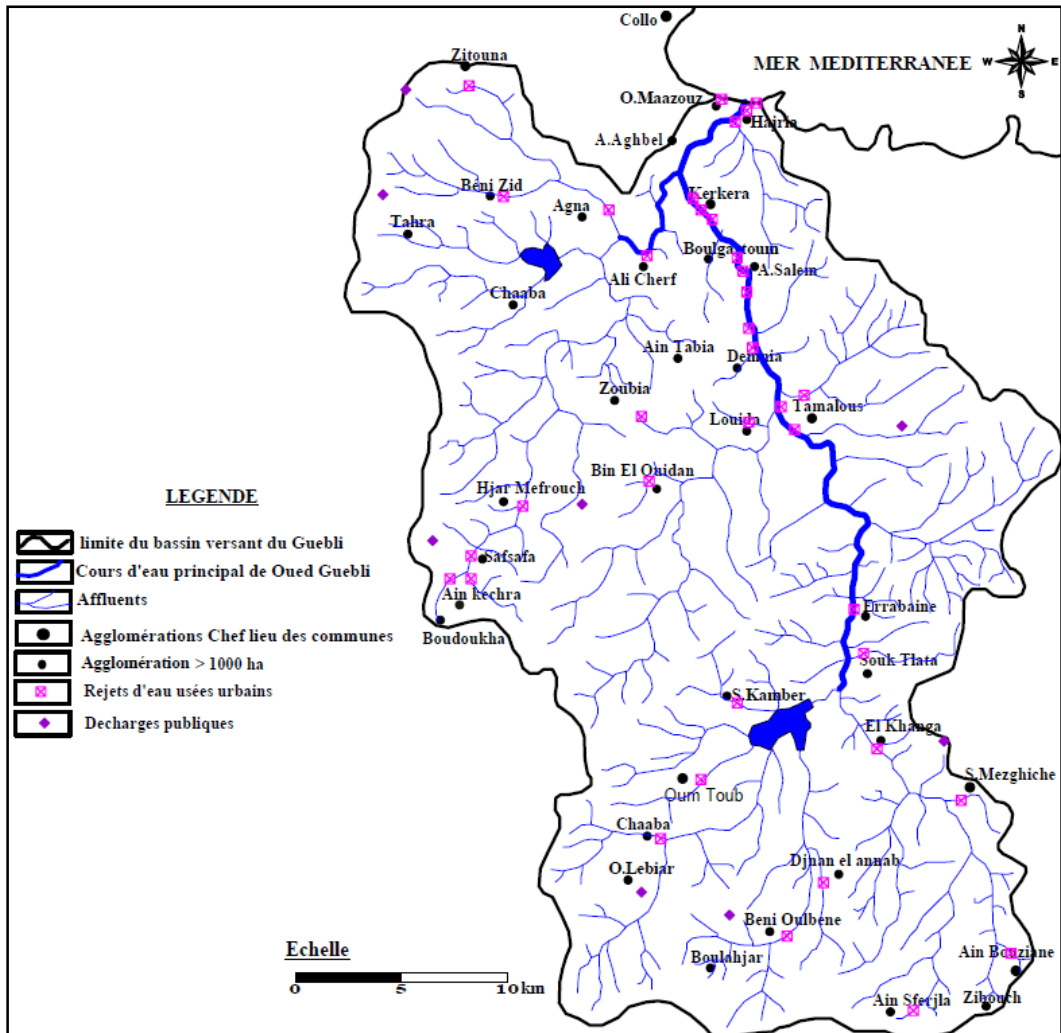 Collo
Zitouna
MER MEDITERRANEE
N
W
E
S
O.Maazouz
Hajria
A.Aghbel
Beni Zid
Kerkera
Agna
Tahra
Boulgastoum
A.Salem
Ali Cherf
Chaaba
Ain Tabia
Demnia
Zoubia
Tamalous
Louida
Bin El Ouidan
LEGENDE
Hjar Mefrouch
limite du bassin versant du Guebli
Safsafa
Cours d'eau principal de Oued Guebli
Ain kechra
Affluents
Errabaine
Agglomérations Chef lieu des communes
Boudoukha
Agglomération > 1000 ha
Souk Tlata
Rejets d'eau usées urbains
S.Kamber
Decharges publiques
El Khanga
S.Mezghiche
Oum Toub
Chaaba
Djnan el annab
O.Lebiar
Beni Oulbene
Echelle
Boulahjar
Ain Bouziane
0 5 10 km
Ain Sferjla
Zibouch